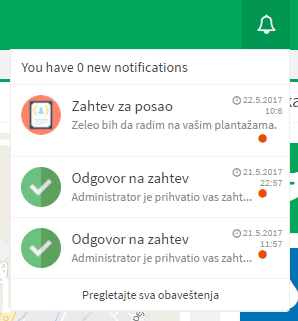 You have 0 new notifications
Zahtev za posao
22.5.2017
10:6
Zeleo bih da radim na vašim plantažama.
Odgovor na zahtev
21.5.2017
22:57
Administrator je prihvatio vas zaht...
Odgovor na zahtev
21.5.2017
11:57
Administrator je prihvatio vas zaht...
Pregletajte sva obaveštenja